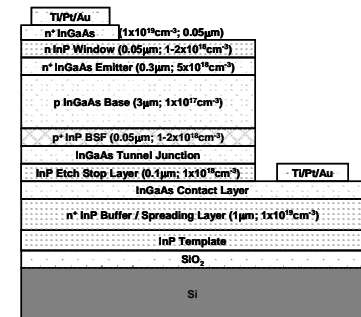 Ti/Pt/Au
n⁺ InGaAs (1x10¹⁹cm⁻³, 0.05µm)
n InP Window (0.05µm; 1-2x10¹⁸cm⁻³)
n⁺ InGaAs Emitter (0.3µm; 5x10¹⁸cm⁻³)
p InGaAs Base (3µm; 1x10¹⁷cm⁻³)
p⁺ InP BSF (0.05µm; 1-2x10¹⁸cm⁻³)
InGaAs Tunnel Junction
InP Etch Stop Layer (0.1µm; 1x10¹⁸cm⁻³)
Ti/Pt/Au
InGaAs Contact Layer
n⁺ InP Buffer / Spreading Layer (1µm; 1x10¹⁹cm⁻³)
InP Template
SiO₂
Si